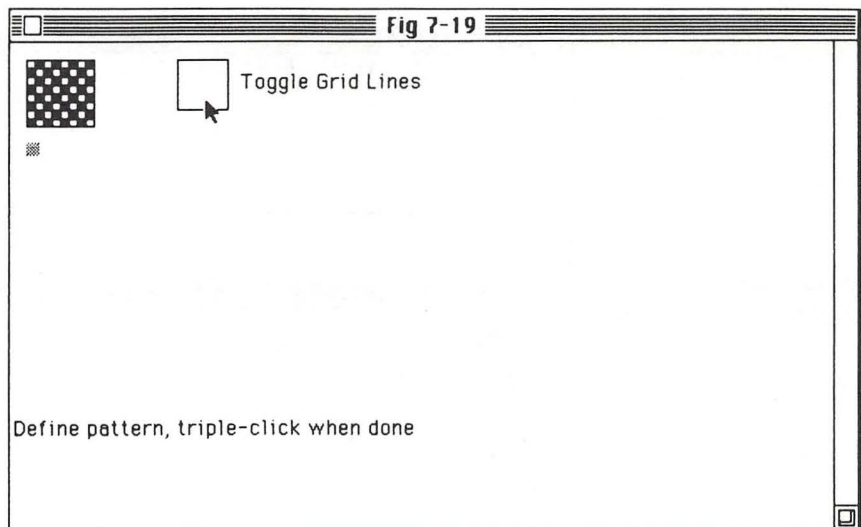 Fig 7-19
Toggle Grid Lines
Define pattern, triple-click when done